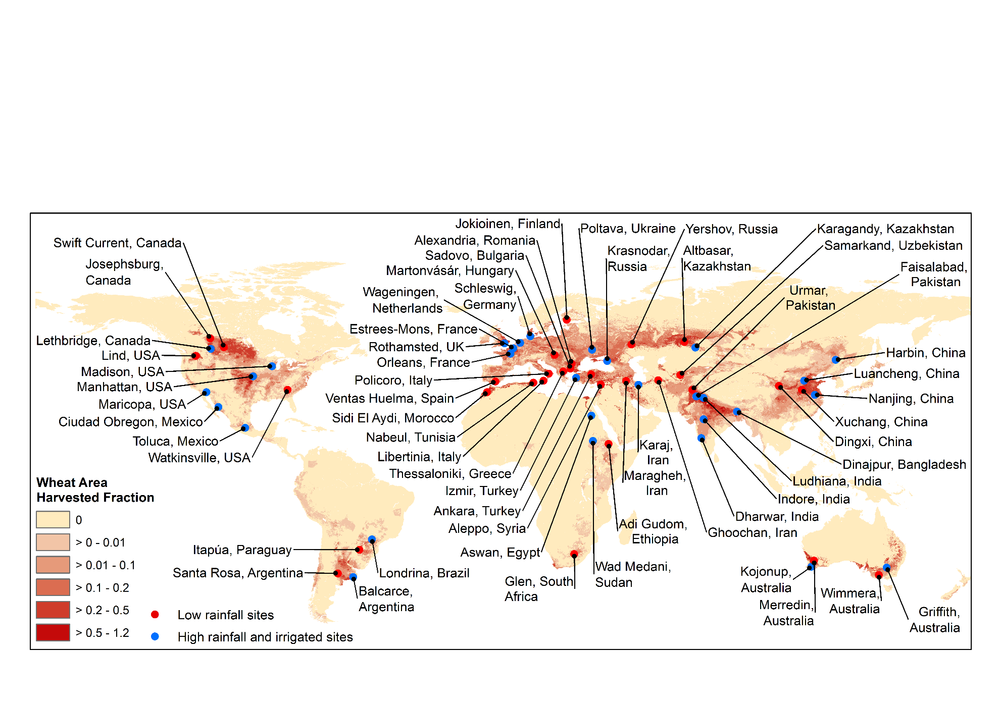 Jokioinen, Finland
Alexandria, Romania
Sadovo, Bulgaria
Martonvásár, Hungary
Schleswig,
Germany
Wageningen,
Netherlands
Estrees-Mons, France
Rothamsted, UK
Orleans, France
Policoro, Italy
Ventas Huelma, Spain
Sidi El Aydi, Morocco
Nabeul, Tunisia
Libertinia, Italy
Thessaloniki, Greece
Izmir, Turkey
Ankara, Turkey
Aleppo, Syria
Aswan, Egypt
Glen, South
Africa
Swift Current, Canada
Josephsburg,
Canada
Lethbridge, Canada
Lind, USA
Madison, USA
Manhattan, USA
Maricopa, USA
Ciudad Obregon, Mexico
Toluca, Mexico
Watkinsville, USA
Itapúa, Paraguay
Santa Rosa, Argentina
Londrina, Brazil
Balcarce,
Argentina
Poltava, Ukraine
Yershov, Russia
Krasnodar,
Russia
Altbasar,
Kazakhstan
Karagandy, Kazakhstan
Samarkand, Uzbekistan
Faisalabad,
Pakistan
Urmar,
Pakistan
Harbin, China
Luancheng, China
Nanjing, China
Xuchang, China
Dingxi, China
Dinajpur, Bangladesh
Ludhiana, India
Indore, India
Dharwar, India
Ghoochan, Iran
Karaj,
Iran
Maragheh,
Iran
Adi Gudom,
Ethiopia
Wad Medani,
Sudan
Kojonup,
Australia
Merredin,
Australia
Wimmera,
Australia
Griffith,
Australia
Wheat Area
Harvested Fraction
0
> 0 - 0.01
> 0.01 - 0.1
> 0.1 - 0.2
> 0.2 - 0.5
> 0.5 - 1.2
Low rainfall sites
High rainfall and irrigated sites